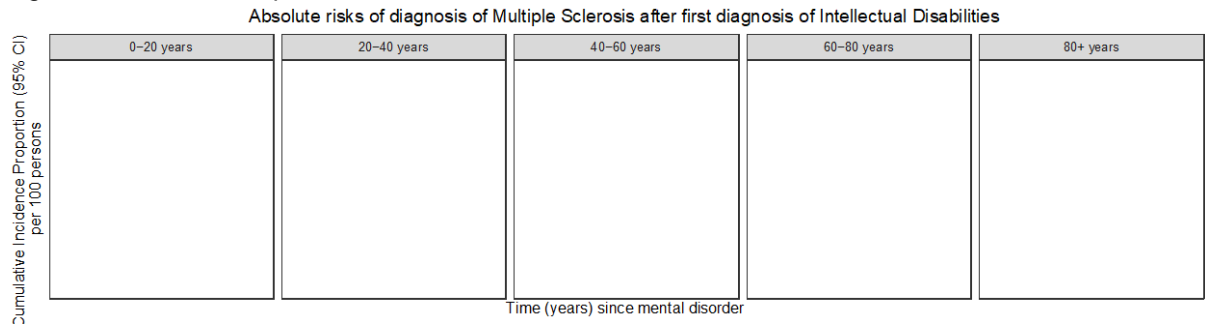 Absolute risks of diagnosis of Multiple Sclerosis after first diagnosis of Intellectual Disabilities
Cumulative Incidence Proportion (95% CI)
per 100 persons
0−20 years
20−40 years
40−60 years
60−80 years
80+ years
Time (years) since mental disorder